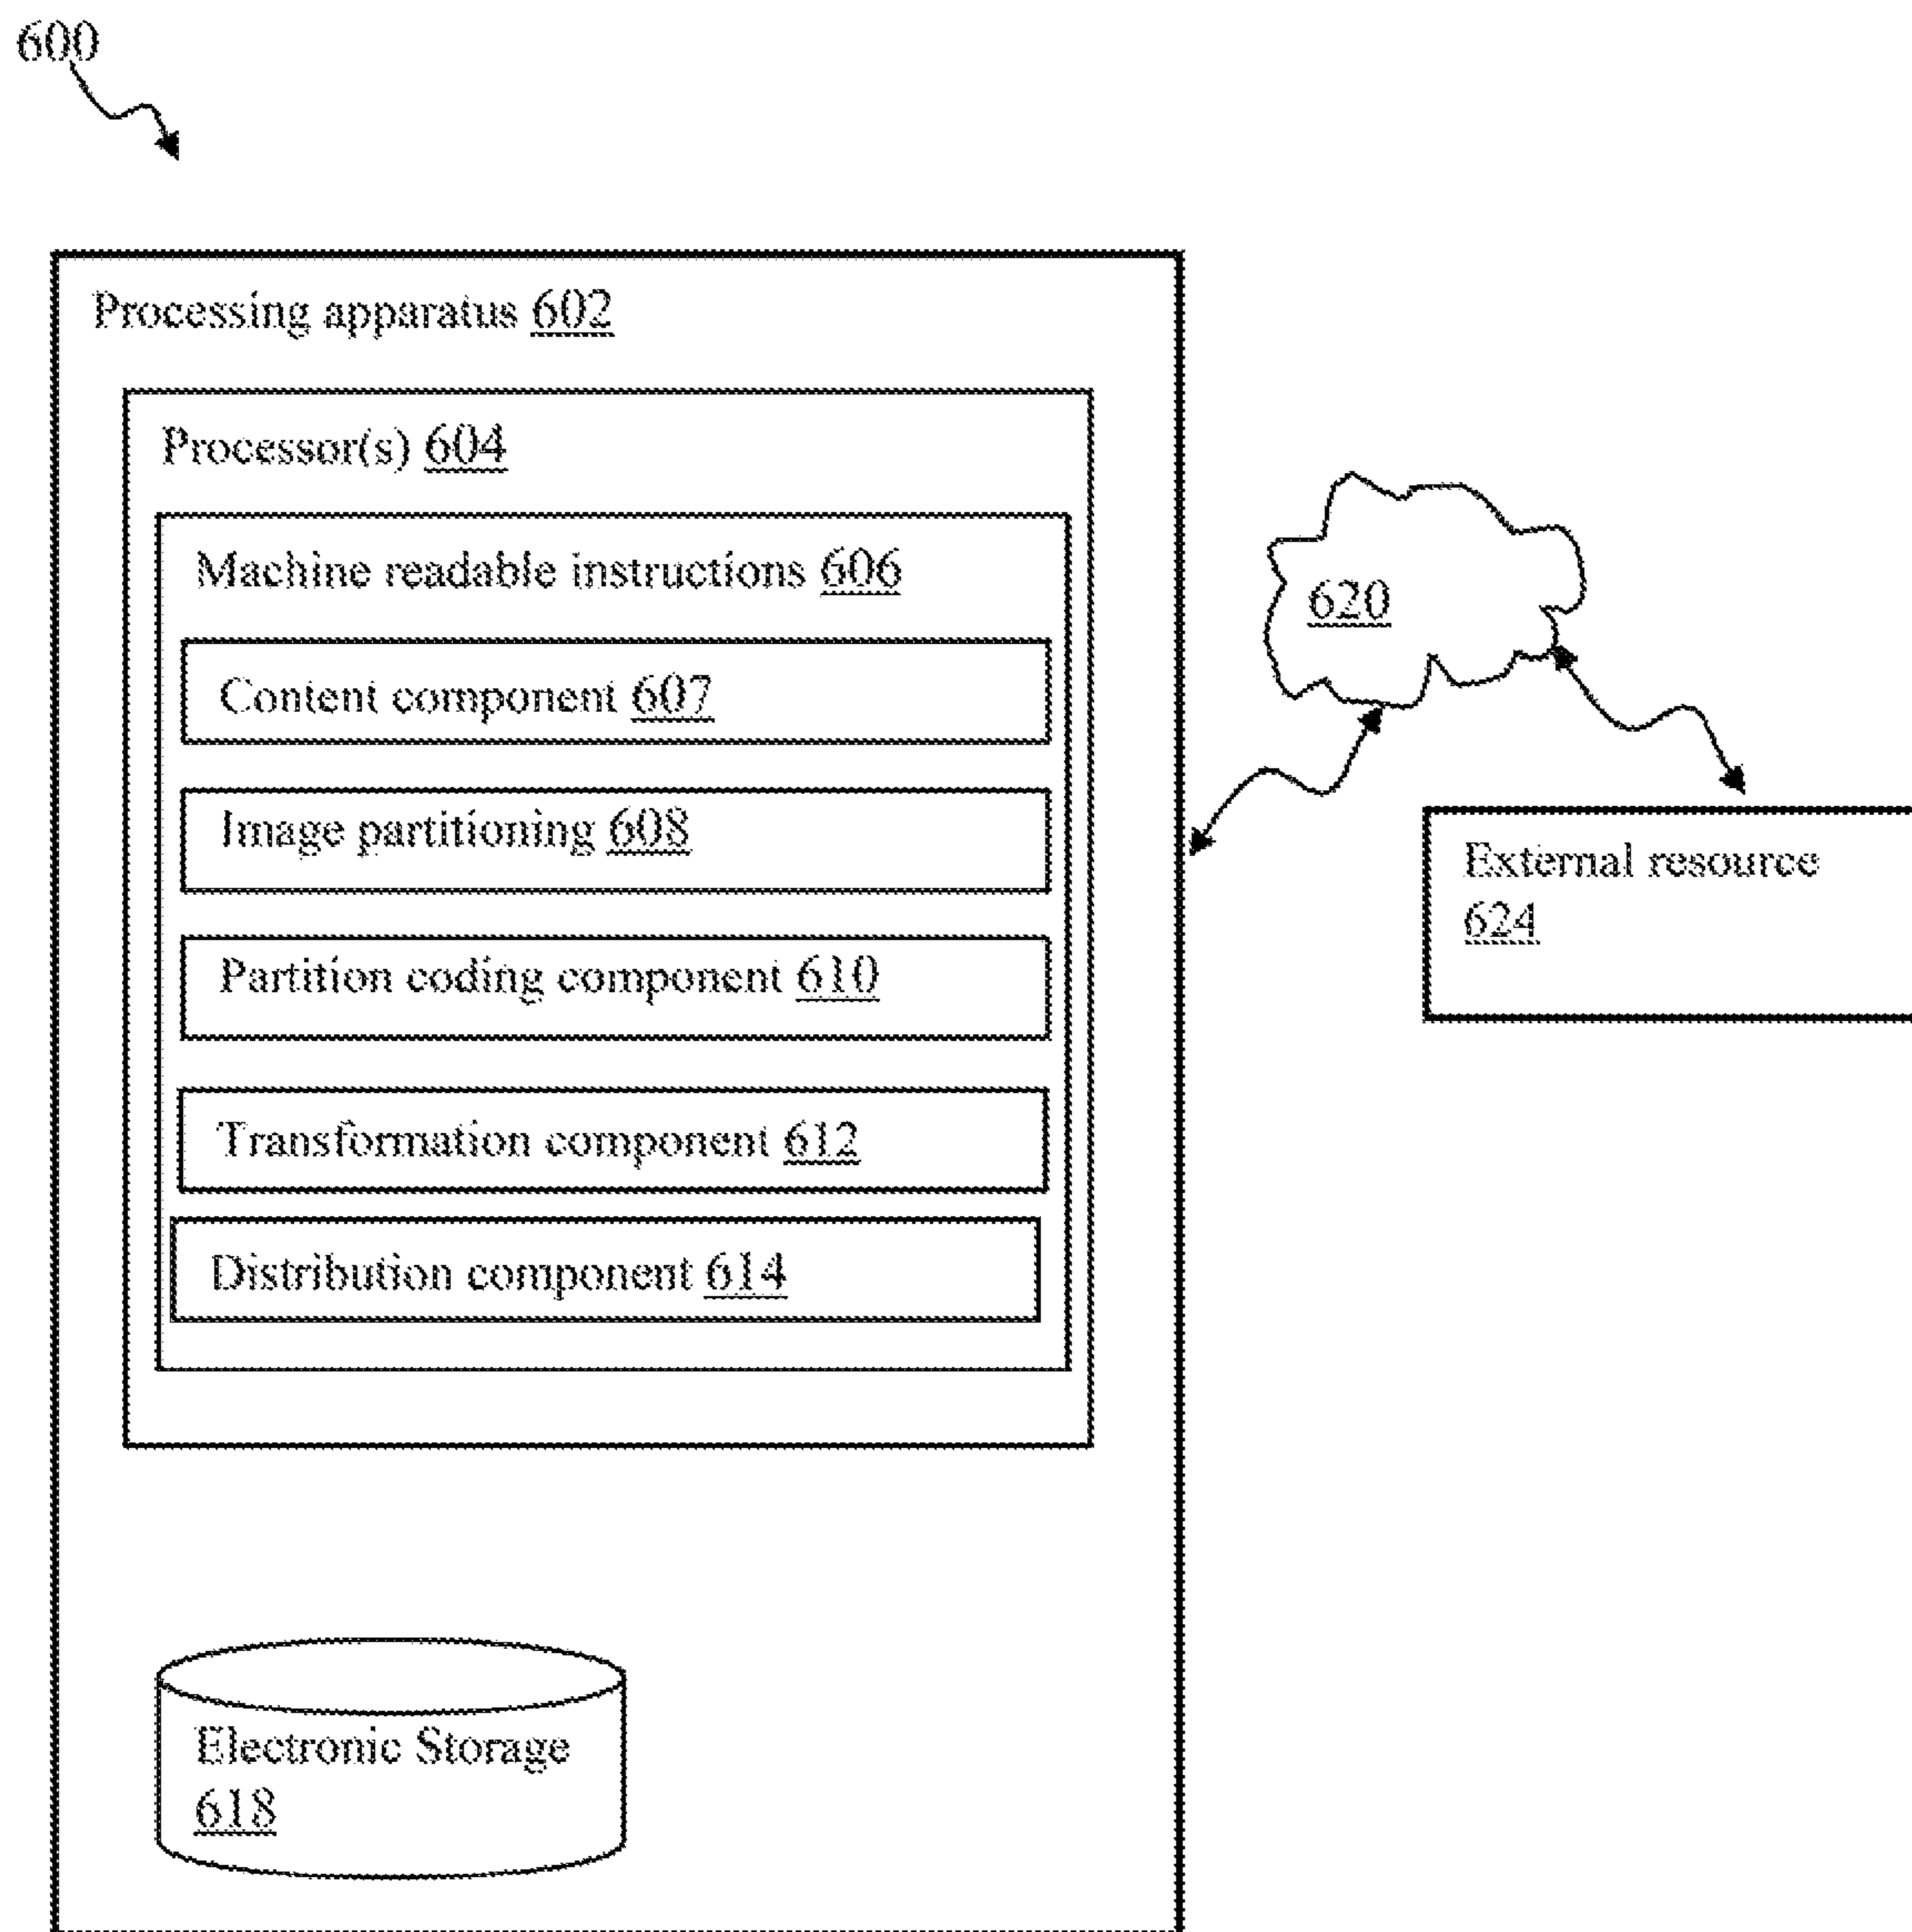 600
Processing apparatus 602
Processor(s) 604
Machine readable instructions 606
Content component 607
Image partitioning 608
Partition coding component 610
Transformation component 612
Distribution component 614
Electronic Storage
618
620
External resource
624